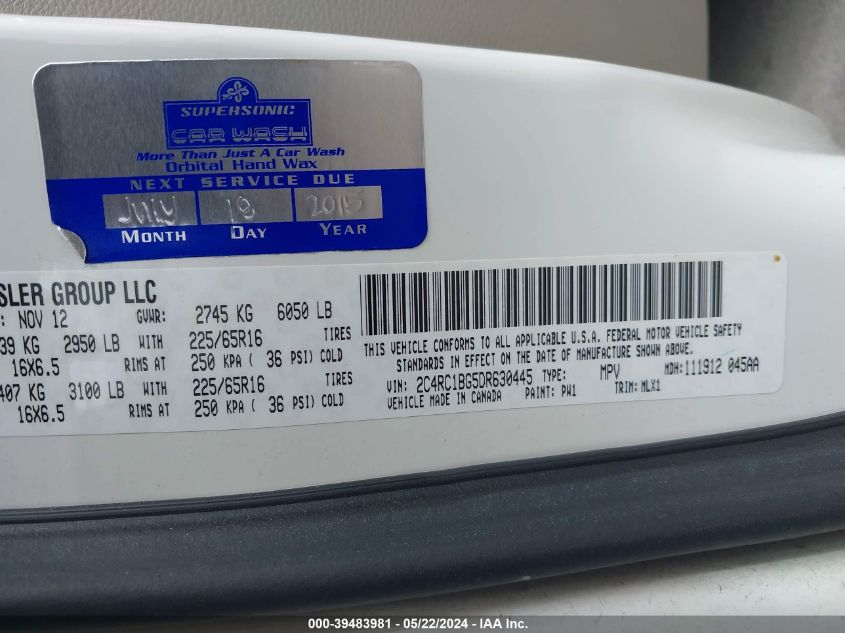 SUPERSONIC
CAR WASH
More Than Just A Car Wash
Orbital Hand Wax
NEXT SERVICE DUE
JULY 18 2015
MONTH DAY YEAR
SLER GROUP LLC
: NOV 12 GVWR: 2745 KG 6050 LB
39 KG 2950 LB WITH 225/65R16 TIRES
16X6.5 RIMS AT 250 KPA ( 36 PSI) COLD
407 KG 3100 LB WITH 225/65R16 TIRES
16X6.5 RIMS AT 250 KPA ( 36 PSI) COLD
THIS VEHICLE CONFORMS TO ALL APPLICABLE U.S.A. FEDERAL MOTOR VEHICLE SAFETY
STANDARDS IN EFFECT ON THE DATE OF MANUFACTURE SHOWN ABOVE.
VIN: 2C4RC1BG5DR630445 TYPE: MPV MDH: 111912 045AA
VEHICLE MADE IN CANADA PAINT: PW1 TRIM: MLX1
000-39483981 - 05/22/2024 - IAA Inc.